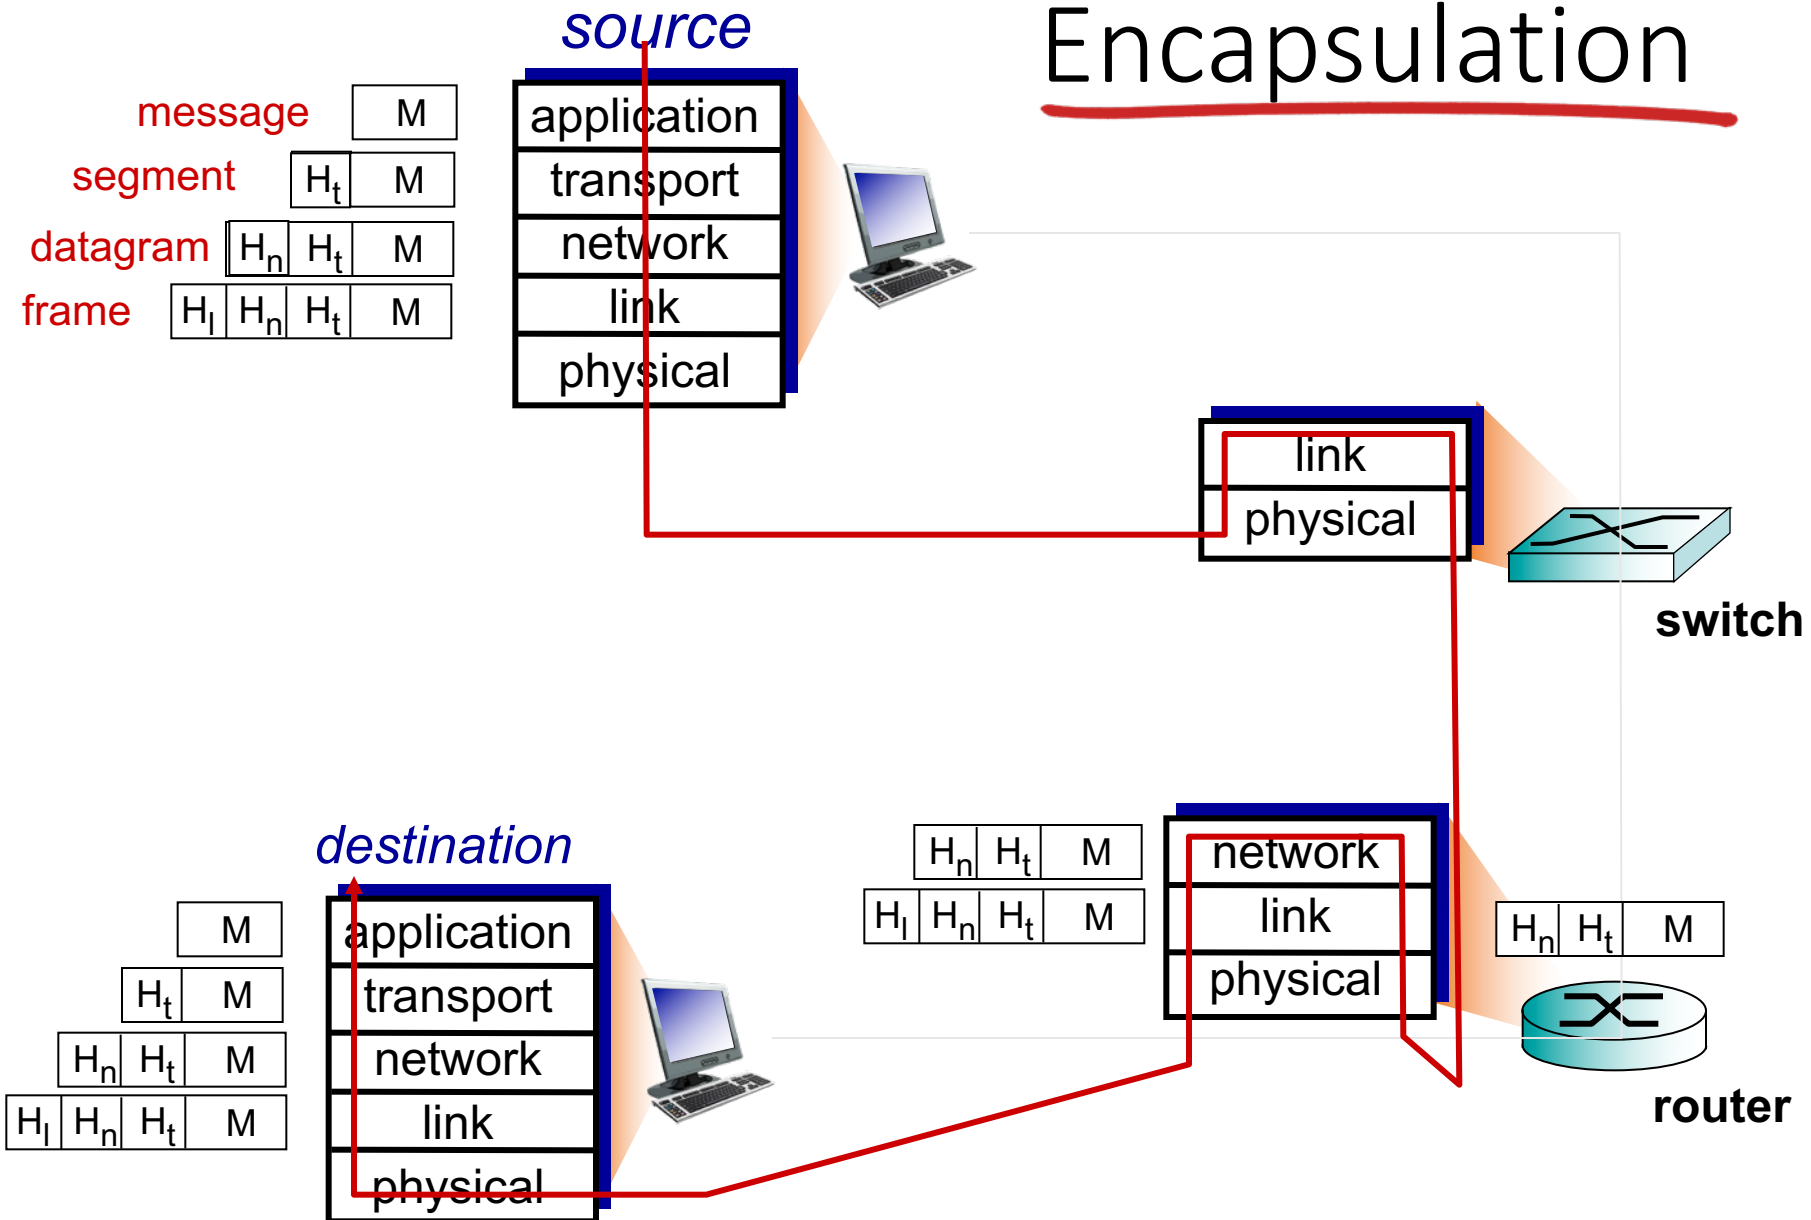 source
Encapsulation
message M
application
segment Ht M
transport
datagram Hn Ht M
network
frame Hl Hn Ht M
link
physical
link
physical
switch
destination
M
application
Ht M
transport
Hn Ht M
network
Hl Hn Ht M
link
physical
Hn Ht M
network
Hl Hn Ht M
link
physical
Hn Ht M
router